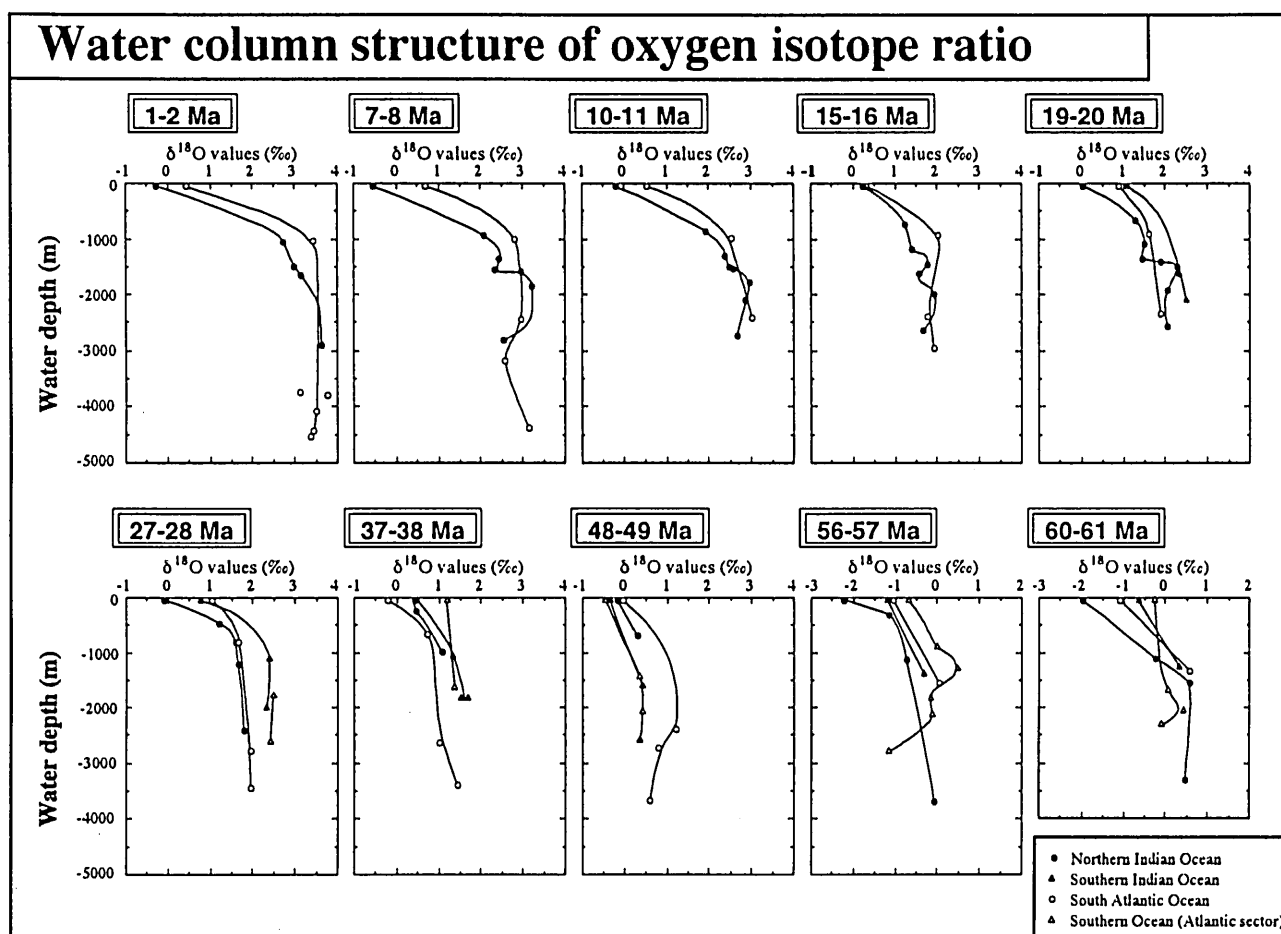 Water column structure of oxygen isotope ratio
1-2 Ma
7-8 Ma
10-11 Ma
15-16 Ma
19-20 Ma
δ18O values (‰)
δ18O values (‰)
δ18O values (‰)
δ18O values (‰)
δ18O values (‰)
-1 0 1 2 3 4
-1 0 1 2 3 4
-1 0 1 2 3 4
-1 0 1 2 3 4
-1 0 1 2 3 4
Water depth (m)
0
-1000
-2000
-3000
-4000
-5000
27-28 Ma
37-38 Ma
48-49 Ma
56-57 Ma
60-61 Ma
δ18O values (‰)
δ18O values (‰)
δ18O values (‰)
δ18O values (‰)
δ18O values (‰)
-1 0 1 2 3 4
-1 0 1 2 3 4
-1 0 1 2 3 4
-3 -2 -1 0 1 2
-3 -2 -1 0 1 2
Water depth (m)
0
-1000
-2000
-3000
-4000
-5000
Northern Indian Ocean
Southern Indian Ocean
South Atlantic Ocean
Southern Ocean (Atlantic sector)